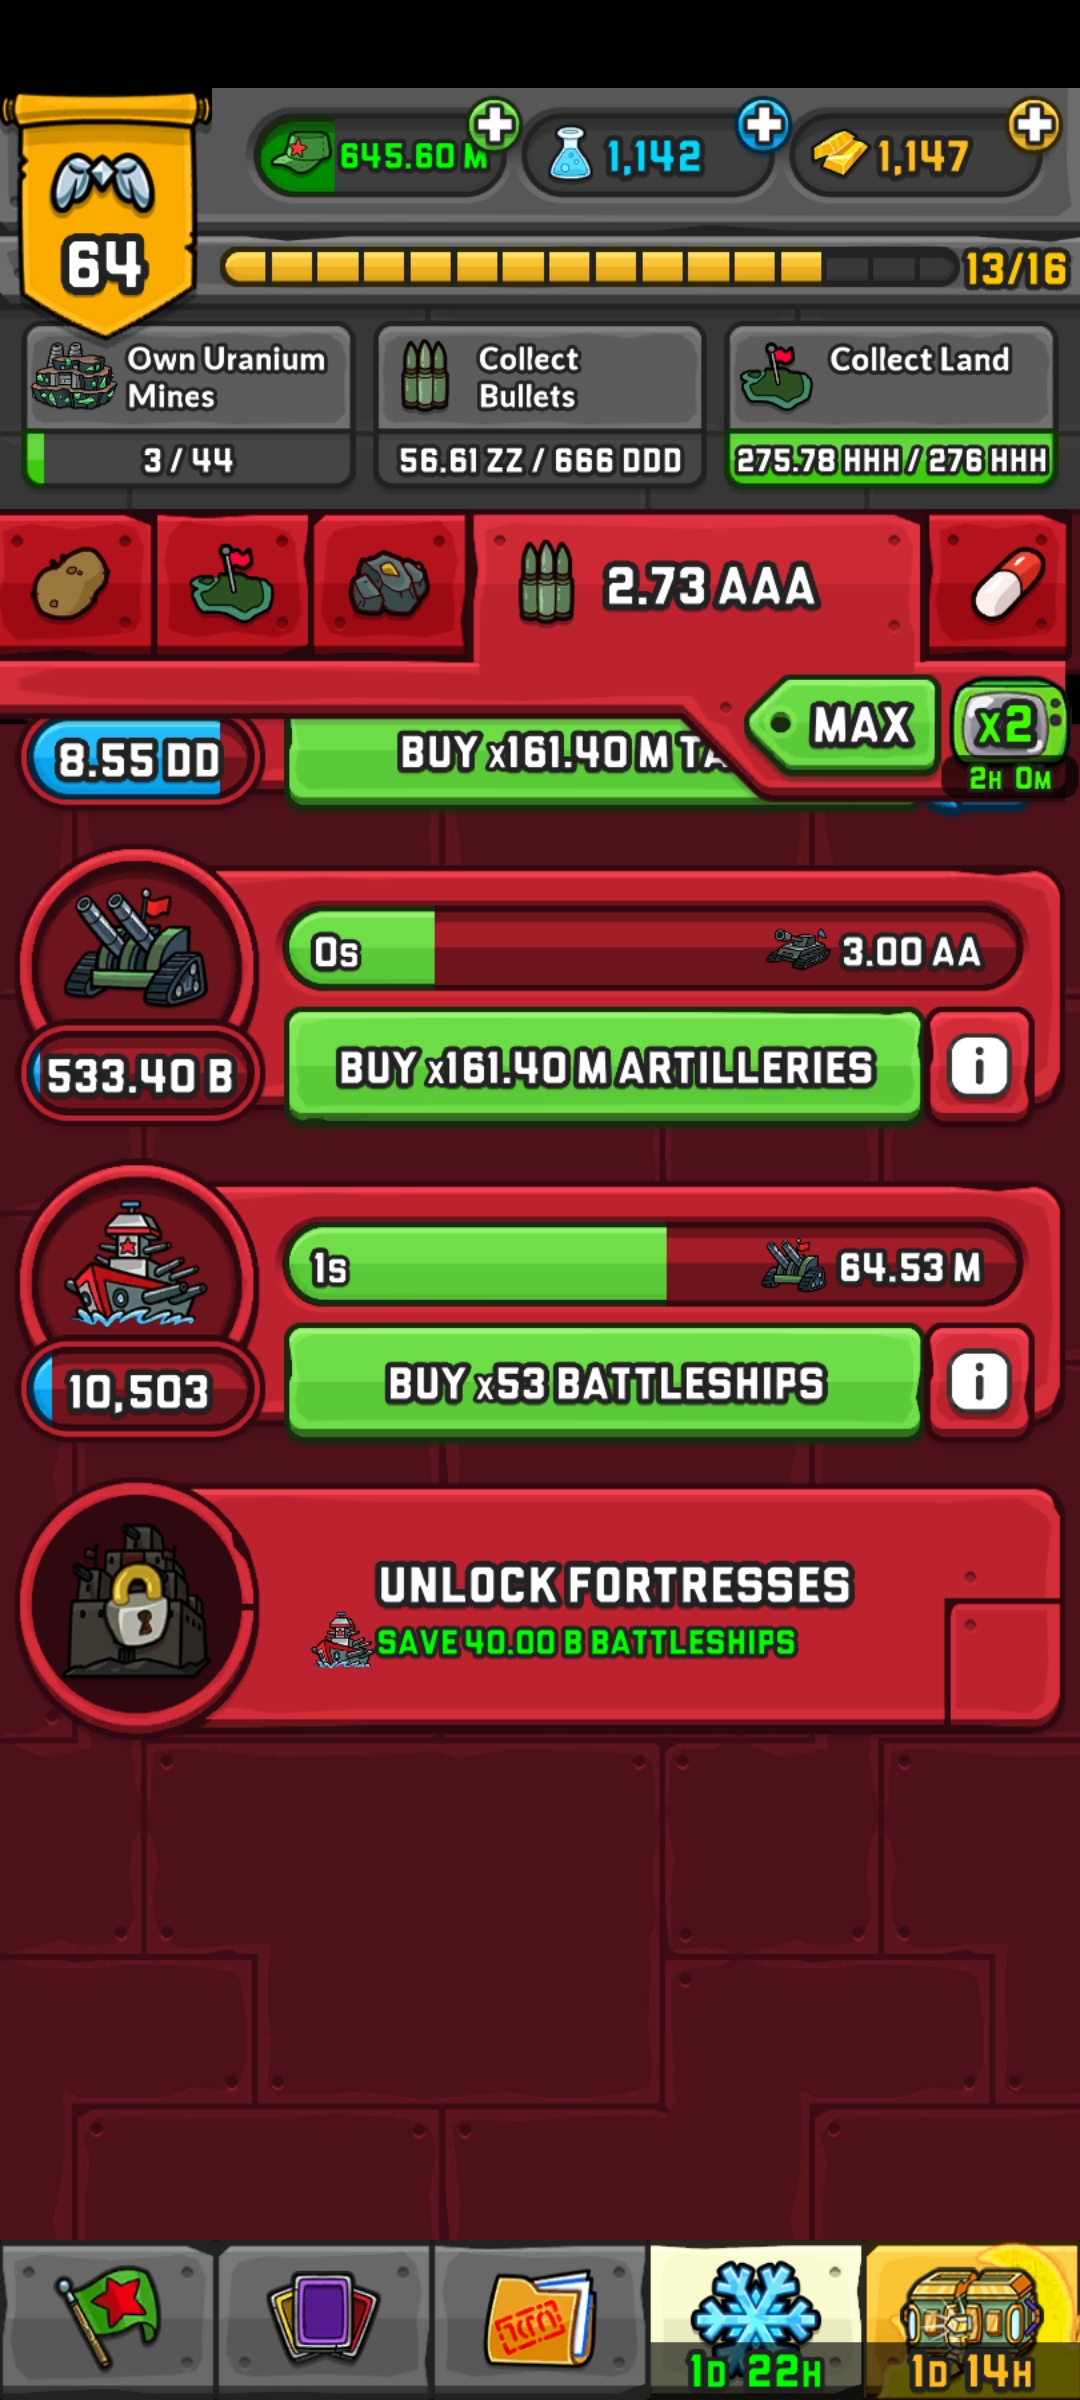 64
645.60 M
1,142
1,147
13/16
Own Uranium
Mines
3 / 44
Collect
Bullets
56.61 ZZ / 666 DDD
Collect Land
275.78 HHH / 276 HHH
2.73 AAA
MAX
X2
2H 0M
8.55 DD
BUY x161.40 M TA
0s
3.00 AA
533.40 B
BUY x161.40 M ARTILLERIES
i
1s
64.53 M
10,503
BUY x53 BATTLESHIPS
i
UNLOCK FORTRESSES
SAVE 40.00 B BATTLESHIPS
1D 22H
1D 14H